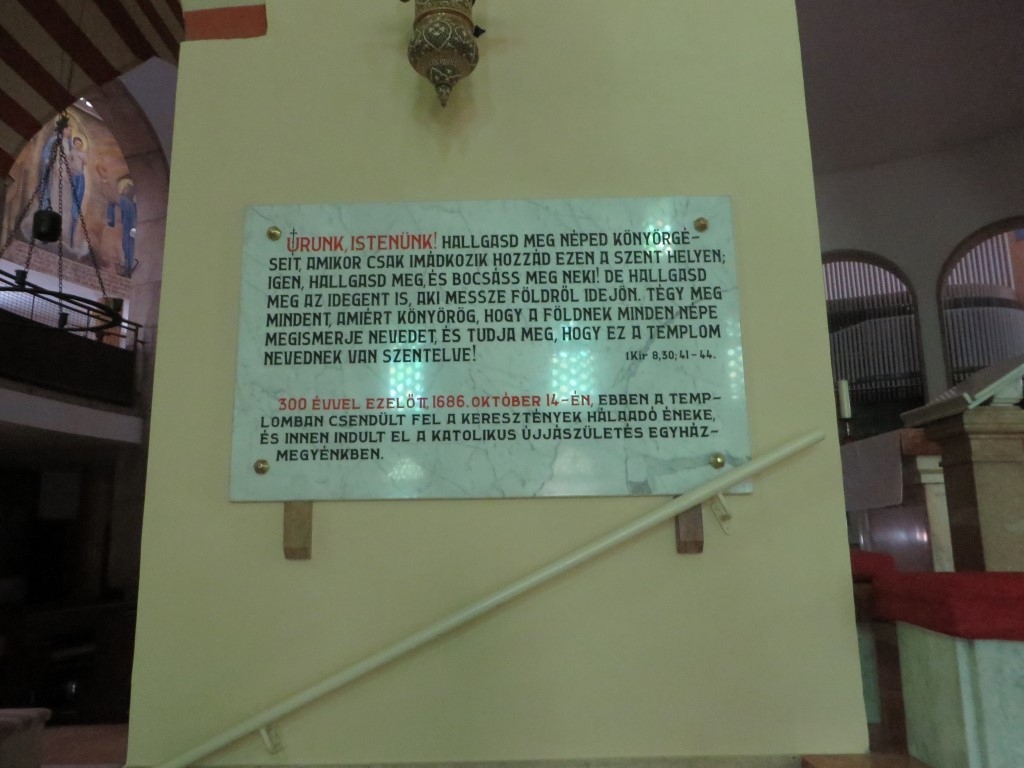 URUNK, ISTENÜNK! HALLGASD MEG NÉPED KÖNYÖRGÉ-
SEIT, AMIKOR CSAK IMÁDKOZIK HOZZÁD EZEN A SZENT HELYEN;
IGEN, HALLGASD MEG, ÉS BOCSÁSS MEG NEKI! DE HALLGASD
MEG AZ IDEGENT IS, AKI MESSZE FÖLDRŐL IDEJÖN. TÉGY MEG
MINDENT, AMIÉRT KÖNYÖRÖG, HOGY A FÖLDNEK MINDEN NÉPE
MEGISMERJE NEVEDET, ÉS TUDJA MEG, HOGY EZ A TEMPLOM
NEVEDNEK VAN SZENTELVE! 1 Kir 8,30; 41-44.
300 ÉVVEL EZELŐTT, 1686. OKTÓBER 14-ÉN, EBBEN A TEMP-
LOMBAN CSENDÜLT FEL A KERESZTÉNYEK HÁLAADÓ ÉNEKE,
ÉS INNEN INDULT EL A KATOLIKUS ÚJJÁSZÜLETÉS EGYHÁZ-
MEGYÉNKBEN.